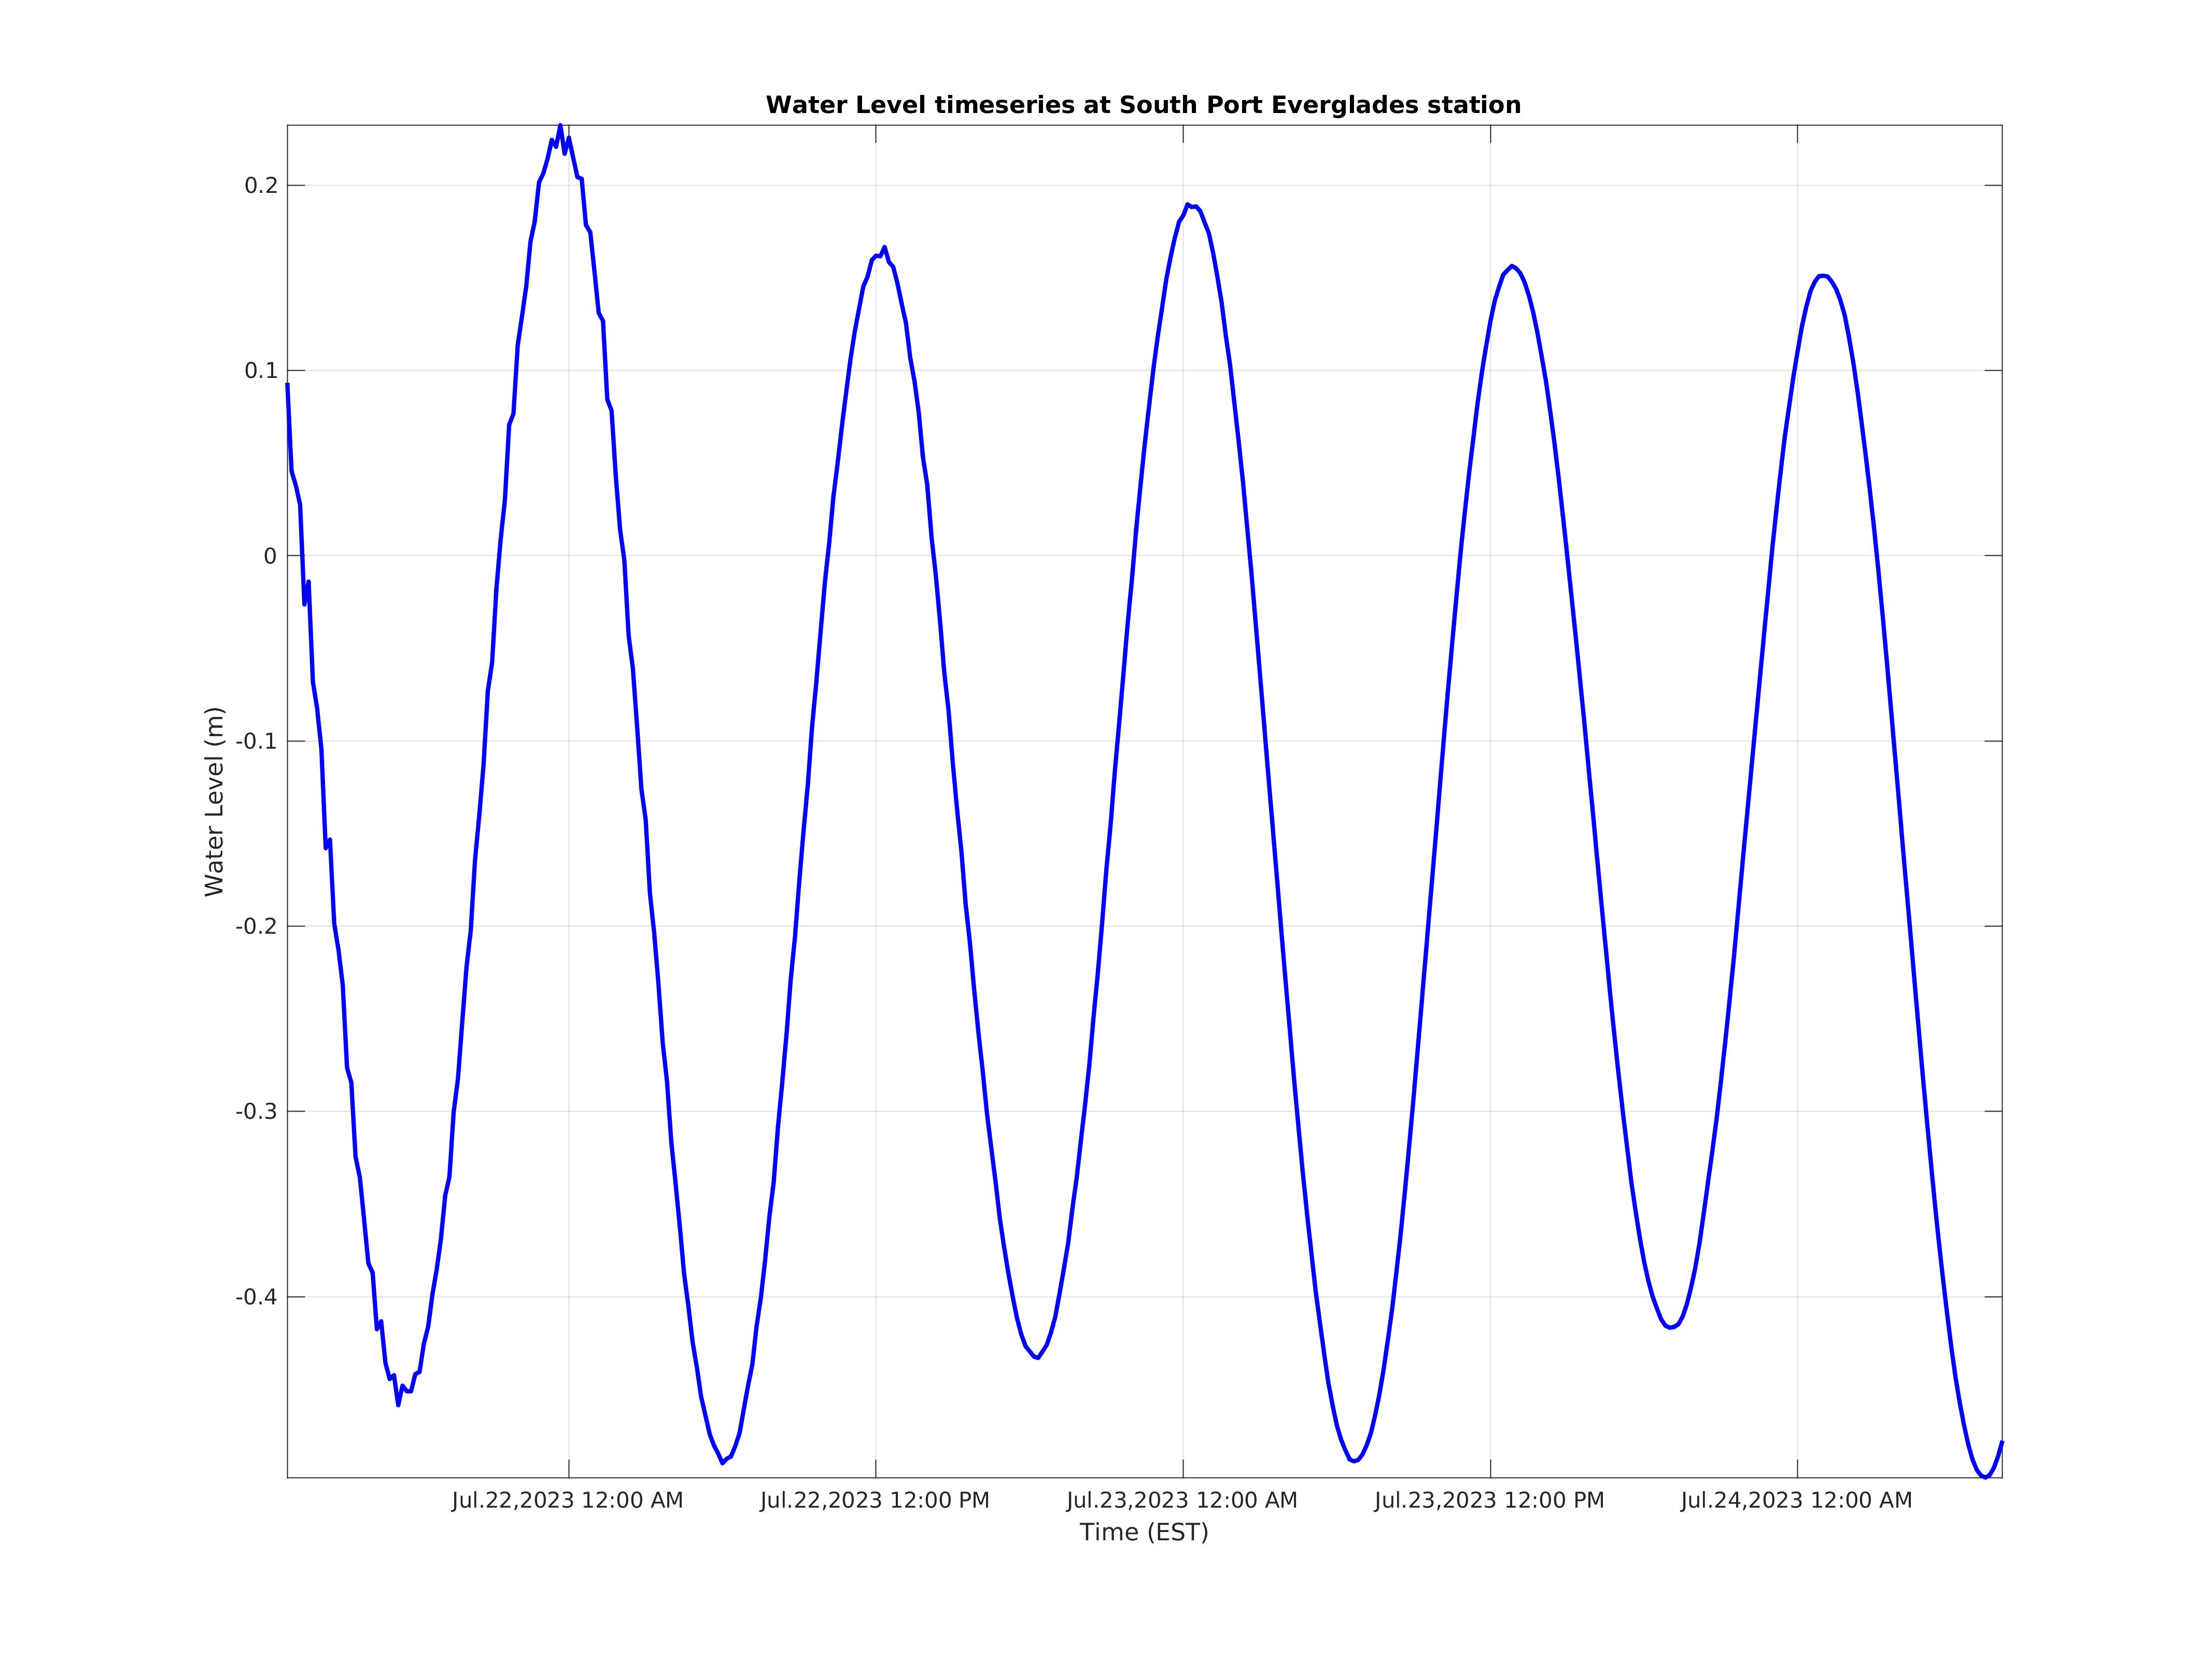 Water Level timeseries at South Port Everglades station
0.2
0.1
0
-0.1
-0.2
-0.3
-0.4
Water Level (m)
Jul.22,2023 12:00 AM
Jul.22,2023 12:00 PM
Jul.23,2023 12:00 AM
Jul.23,2023 12:00 PM
Jul.24,2023 12:00 AM
Time (EST)